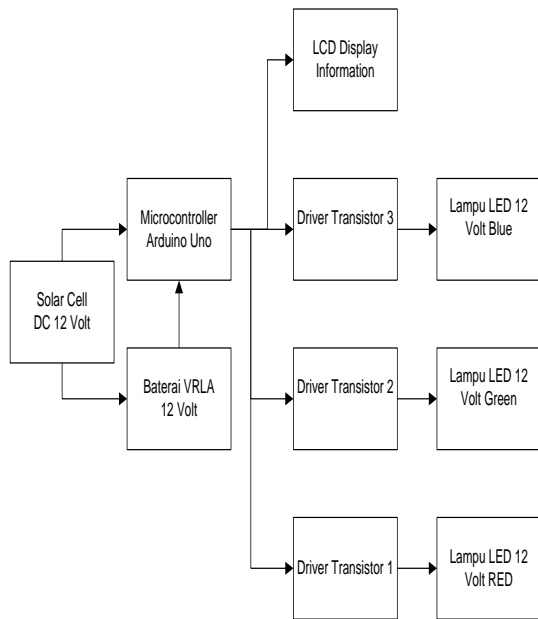 LCD Display
Information
Microcontroller
Arduino Uno
Driver Transistor 3
Lampu LED 12
Volt Blue
Solar Cell
DC 12 Volt
Baterai VRLA
12 Volt
Driver Transistor 2
Lampu LED 12
Volt Green
Driver Transistor 1
Lampu LED 12
Volt RED